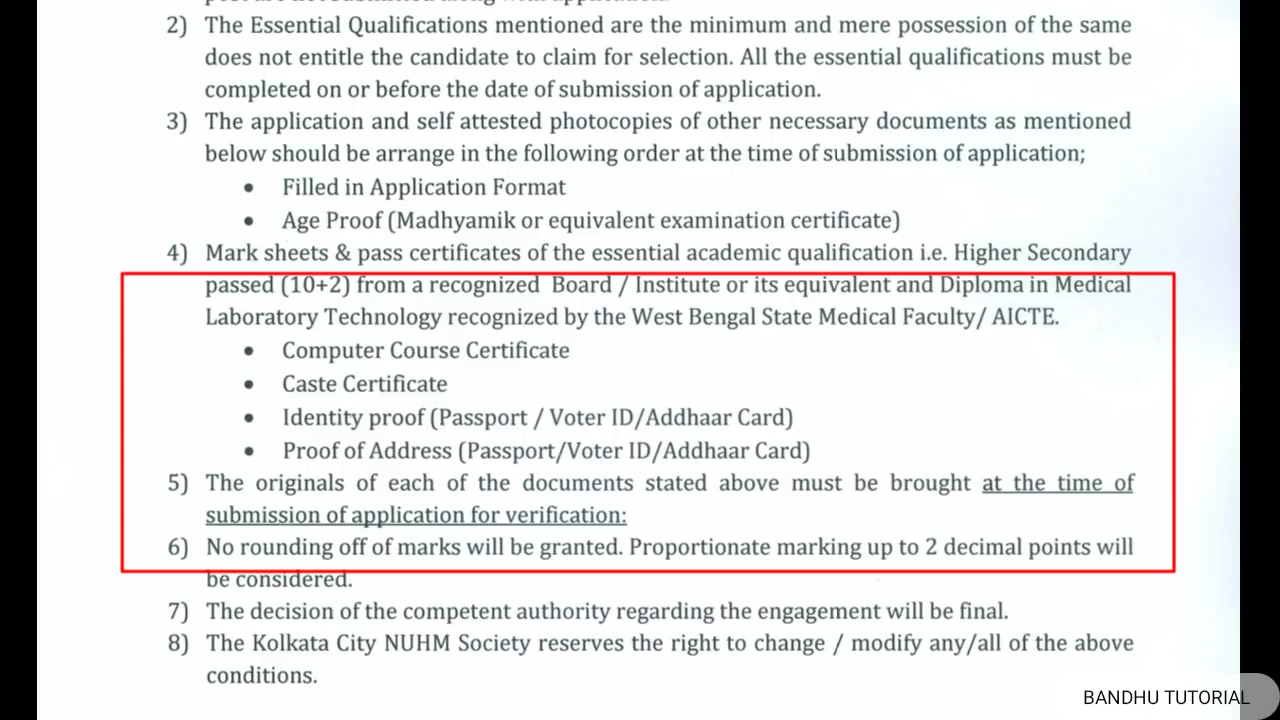 2) The Essential Qualifications mentioned are the minimum and mere possession of the same
does not entitle the candidate to claim for selection. All the essential qualifications must be
completed on or before the date of submission of application.
3) The application and self attested photocopies of other necessary documents as mentioned
below should be arrange in the following order at the time of submission of application;
• Filled in Application Format
• Age Proof (Madhyamik or equivalent examination certificate)
4) Mark sheets & pass certificates of the essential academic qualification i.e. Higher Secondary
passed (10+2) from a recognized Board / Institute or its equivalent and Diploma in Medical
Laboratory Technology recognized by the West Bengal State Medical Faculty/ AICTE.
• Computer Course Certificate
• Caste Certificate
• Identity proof (Passport / Voter ID/Addhaar Card)
• Proof of Address (Passport/Voter ID/Addhaar Card)
5) The originals of each of the documents stated above must be brought at the time of
submission of application for verification:
6) No rounding off of marks will be granted. Proportionate marking up to 2 decimal points will
be considered.
7) The decision of the competent authority regarding the engagement will be final.
8) The Kolkata City NUHM Society reserves the right to change / modify any/all of the above
conditions.
BANDHU TUTORIAL